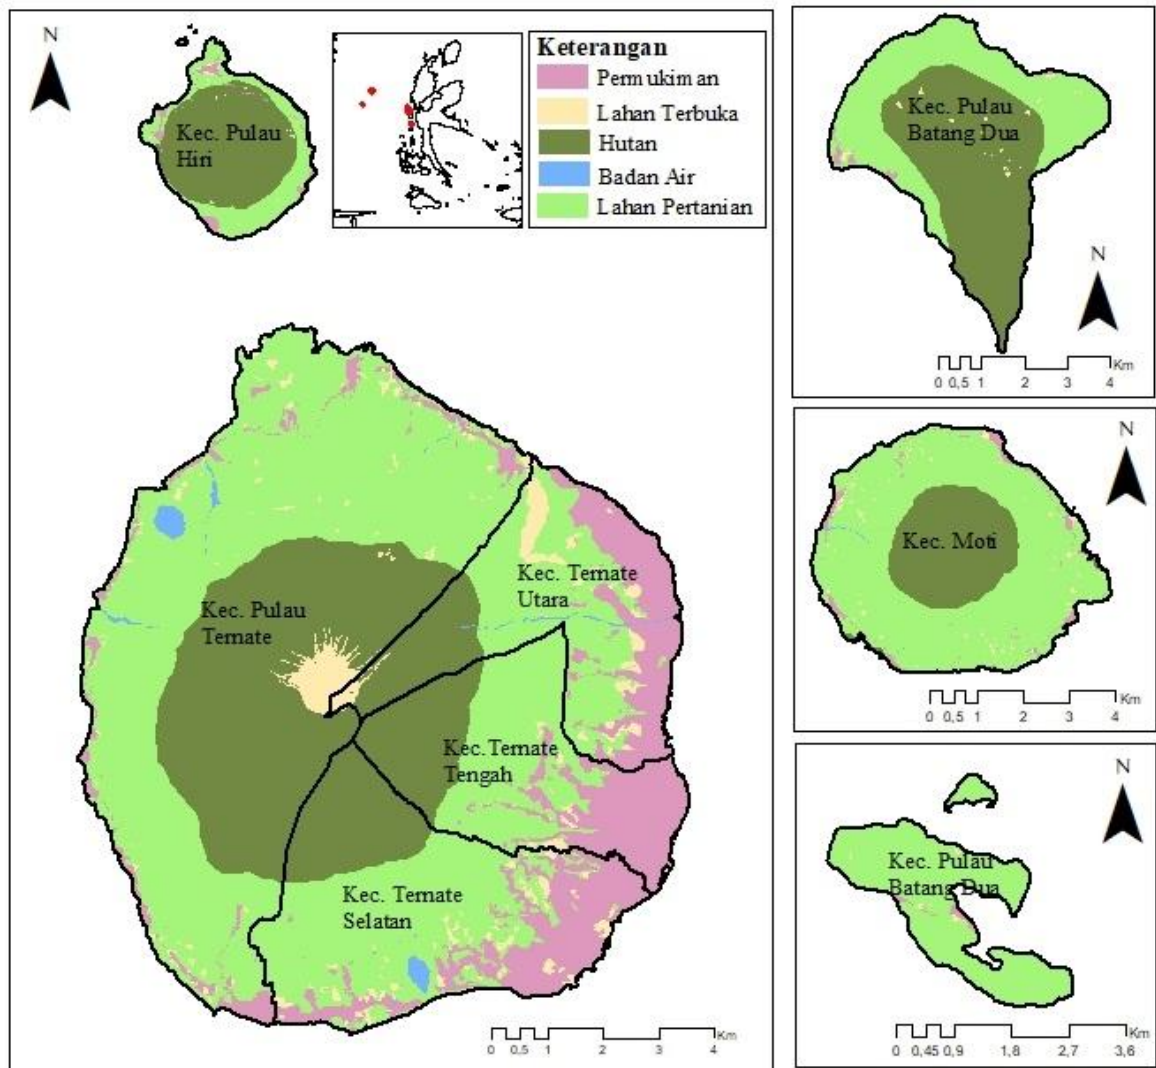 N
Keterangan
Permukiman
Lahan Terbuka
Hutan
Badan Air
Lahan Pertanian
Kec. Pulau
Hiri
Kec. Pulau
Ternate
Kec. Ternate
Utara
Kec. Ternate
Tengah
Kec. Ternate
Selatan
0 0,5 1 2 3 4 Km
Kec. Pulau
Batang Dua
N
0 0,5 1 2 3 4 Km
N
Kec. Moti
0 0,5 1 2 3 4 Km
N
Kec. Pulau
Batang Dua
0 0,45 0,9 1,8 2,7 3,6 Km